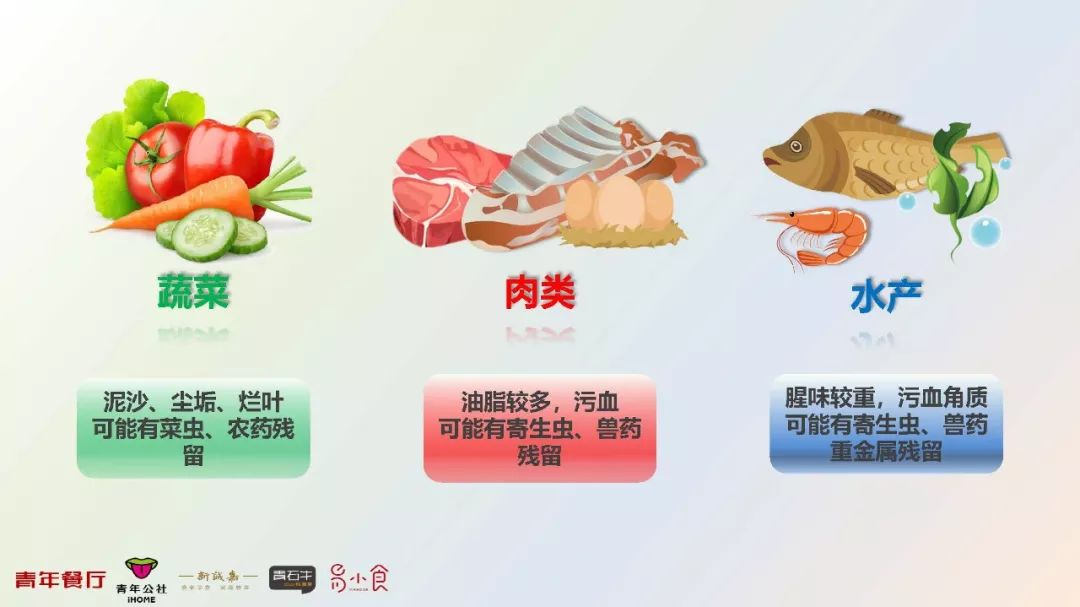 蔬菜
肉类
水产
泥沙、尘垢、烂叶
可能有菜虫、农药残
留
油脂较多，污血
可能有寄生虫、兽药
残留
腥味较重，污血角质
可能有寄生虫、兽药
重金属残留
青年餐厅
青年公社
iHOME
新诚嘉
青石牛
易小食